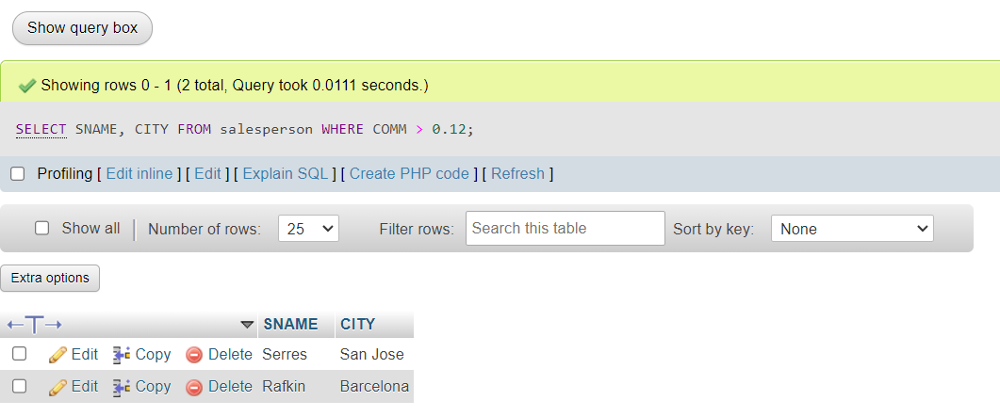 Show query box
Showing rows 0 - 1 (2 total, Query took 0.0111 seconds.)
SELECT SNAME, CITY FROM salesperson WHERE COMM > 0.12;
Profiling [ Edit inline ] [ Edit ] [ Explain SQL ] [ Create PHP code ] [ Refresh ]
Show all Number of rows: 25 Filter rows: Search this table Sort by key: None
Extra options
←T→ SNAME CITY
Edit Copy Delete Serres San Jose
Edit Copy Delete Rafkin Barcelona